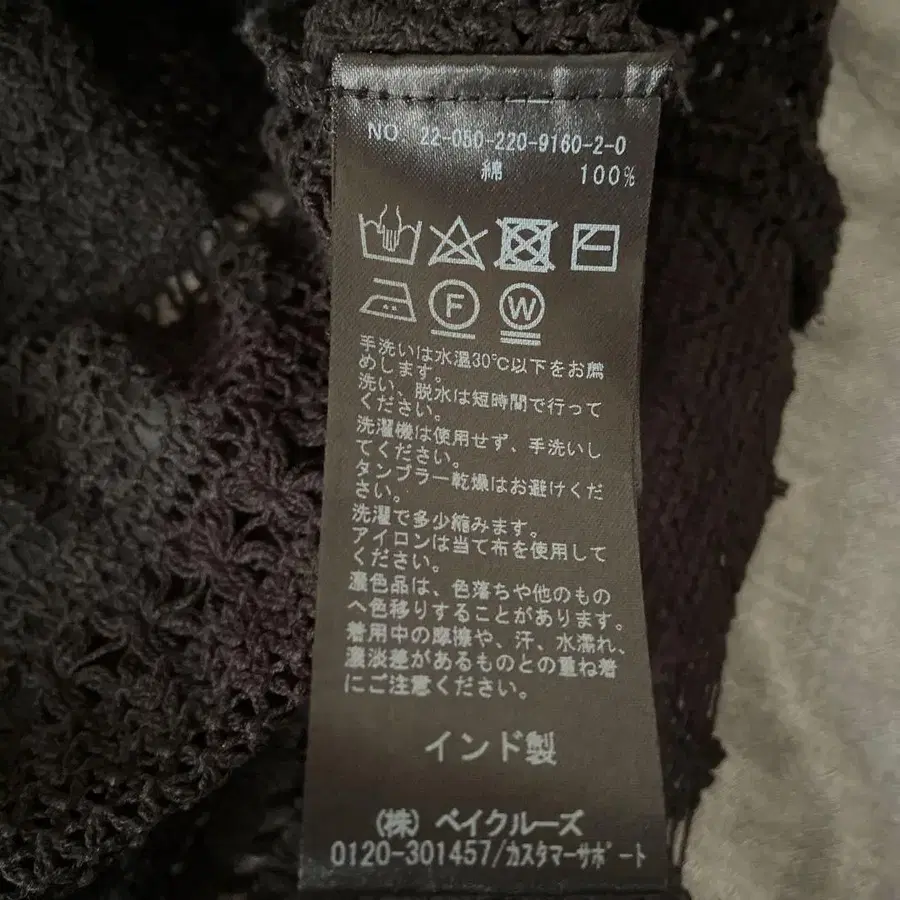 NO 22-050-220-9160-2-0
綿 100%
F W
手洗いは水温30℃以下をお薦
めします。
洗い、脱水は短時間で行って
ください。
洗濯機は使用せず、手洗いし
てください。
タンブラー乾燥はお避けくだ
さい。
洗濯で多少縮みます。
アイロンは当て布を使用して
ください。
濃色品は、色落ちや他のもの
へ色移りすることがあります。
着用中の摩擦や、汗、水濡れ、
濃淡差があるものとの重ね着
にご注意ください。
インド製
(株) ベイクルーズ
0120-301457/カスタマーサポート